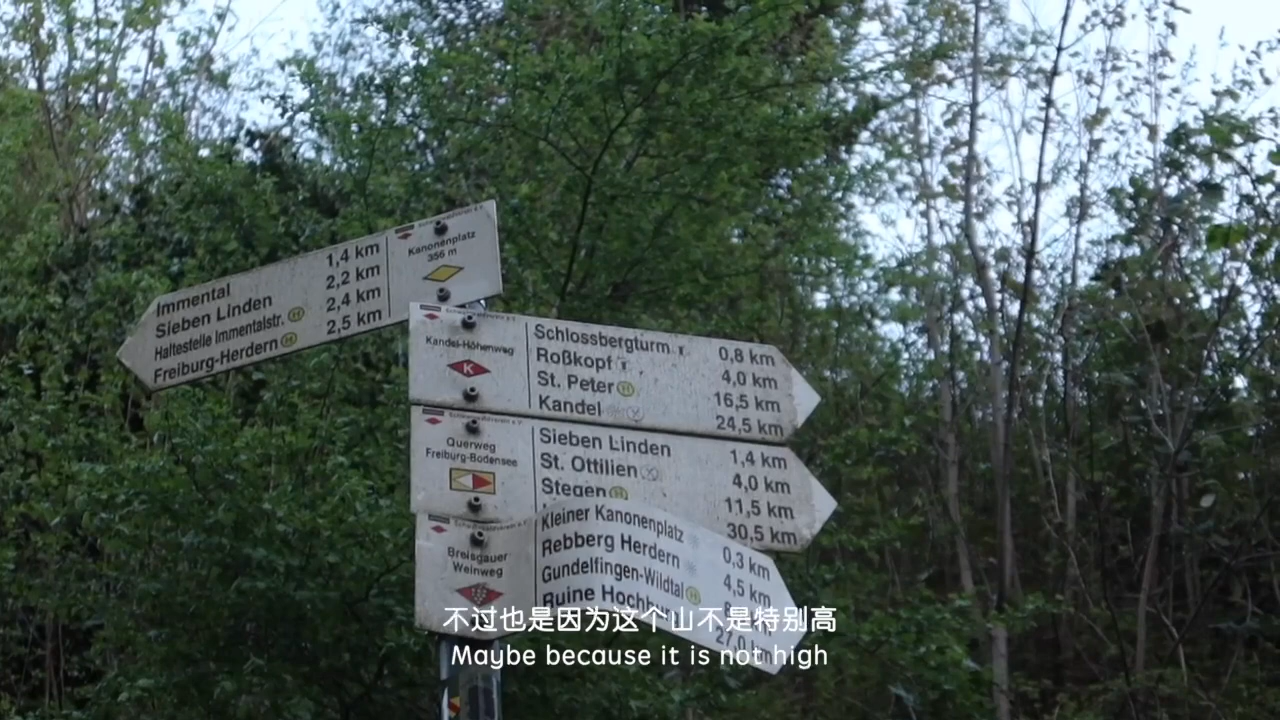 Kanonenplatz
356 m
Immental 1,4 km
Sieben Linden 2,2 km
Haltestelle Immentalstr. H 2,4 km
Freiburg-Herdern H 2,5 km
Kandel-Höhenweg
K
Schlossbergturm 0,8 km
Roßkopf 4,0 km
St. Peter H 16,5 km
Kandel 24,5 km
Querweg
Freiburg-Bodensee
Sieben Linden 1,4 km
St. Ottilien 4,0 km
Stegen H 11,5 km
30,5 km
Breisgauer
Weinweg
Kleiner Kanonenplatz 0,3 km
Rebberg Herdern 4,5 km
Gundelfingen-Wildtal H
Ruine 27,0 km
不过也是因为这个山不是特别高
Maybe because it is not high